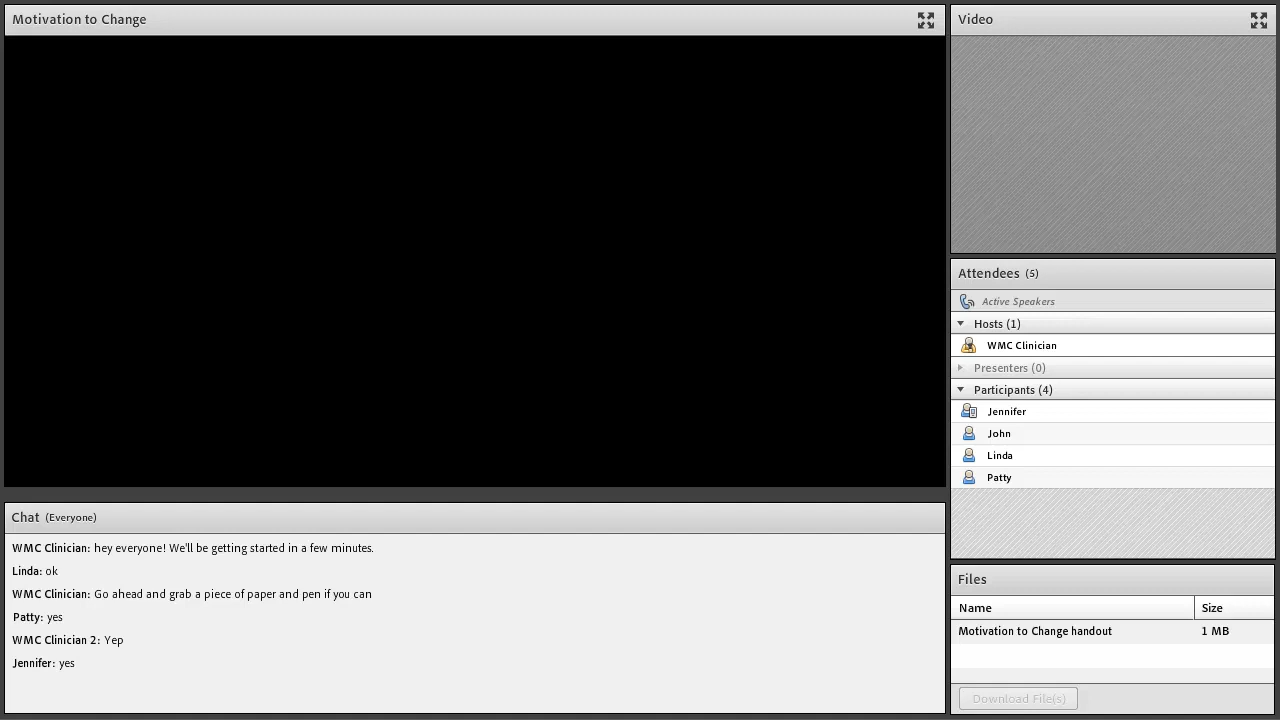 Motivation to Change
Video
Attendees (5)
Active Speakers
Hosts (1)
WMC Clinician
Presenters (0)
Participants (4)
Jennifer
John
Linda
Patty
Chat (Everyone)
WMC Clinician: hey everyone! We'll be getting started in a few minutes.
Linda: ok
WMC Clinician: Go ahead and grab a piece of paper and pen if you can
Patty: yes
WMC Clinician 2: Yep
Jennifer: yes
Files
Name Size
Motivation to Change handout 1 MB
Download File(s)